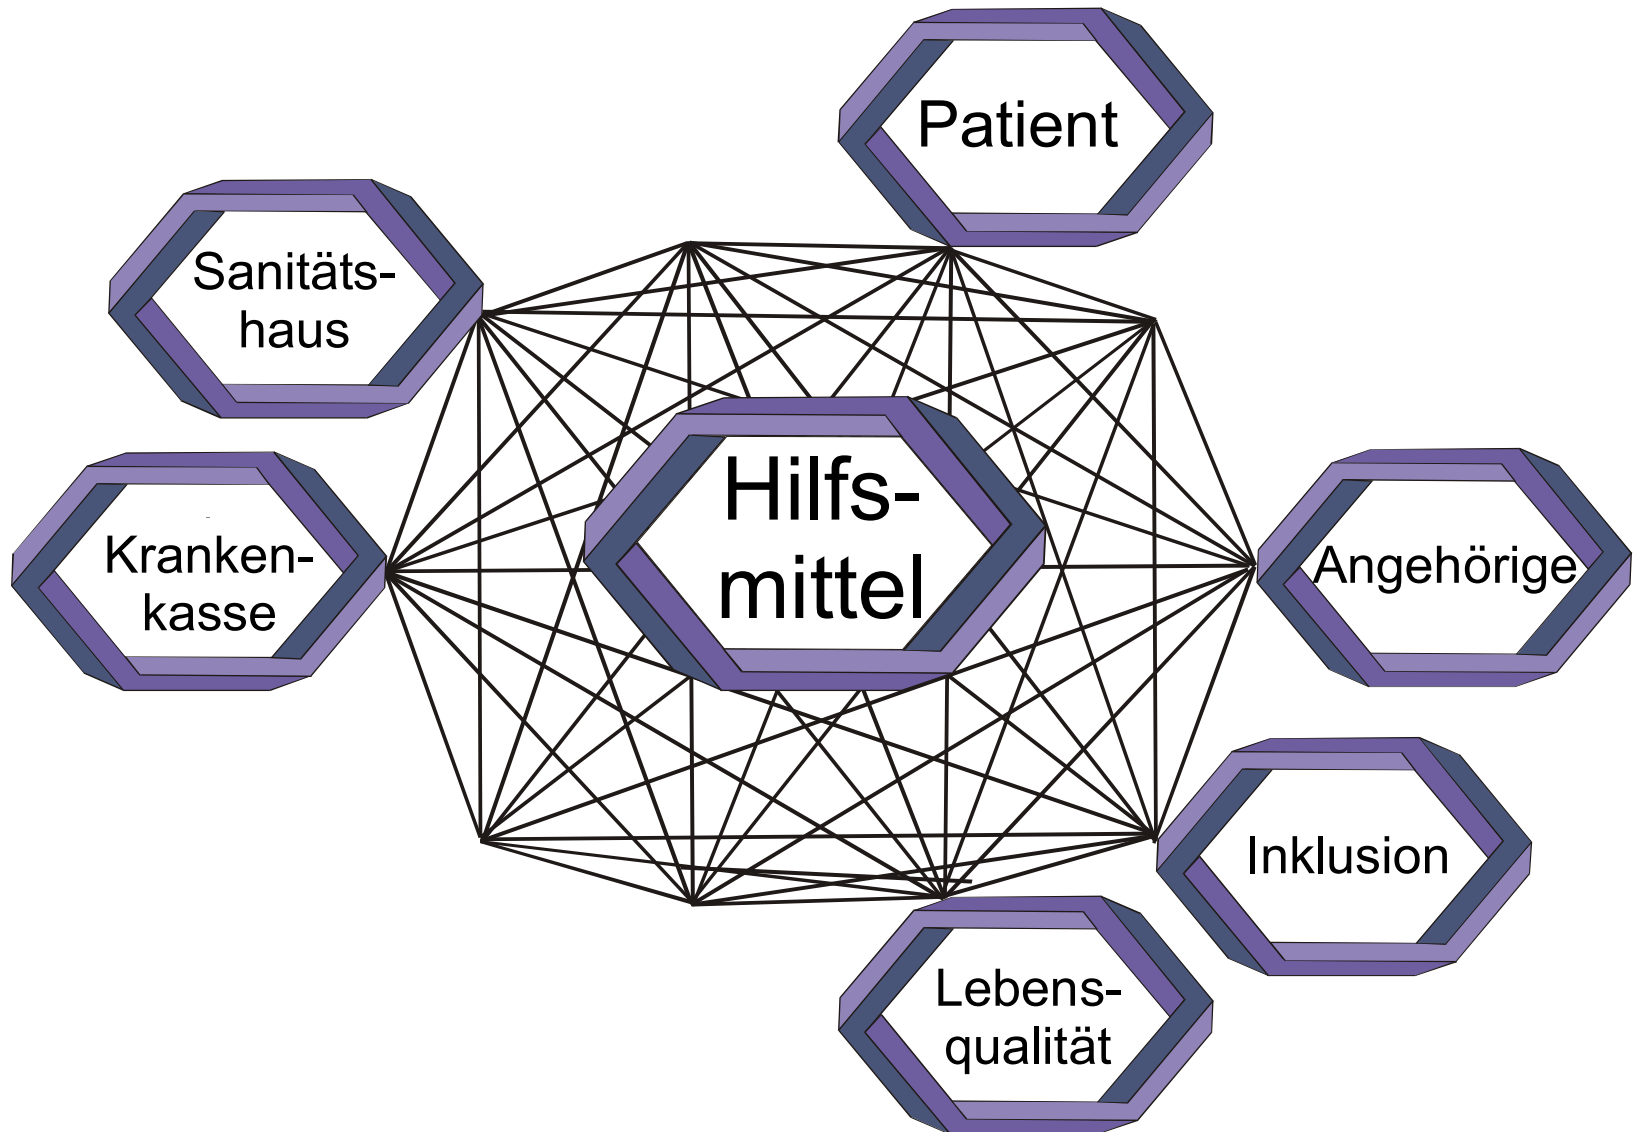 Patient
Sanitäts-
haus
Hilfs-
mittel
Kranken-
kasse
Angehörige
Inklusion
Lebens-
qualität